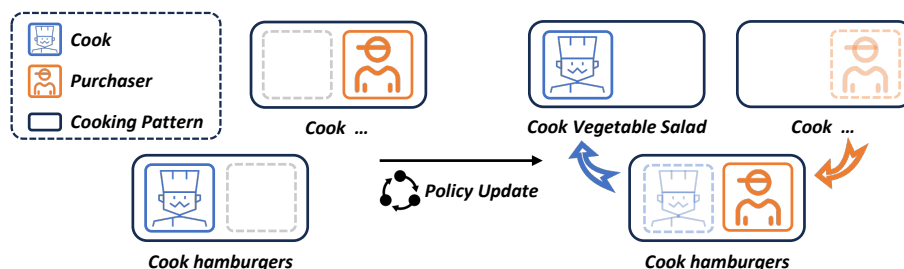 Cook
Purchaser
Cooking Pattern
Cook ...
Cook hamburgers
Policy Update
Cook Vegetable Salad
Cook ...
Cook hamburgers